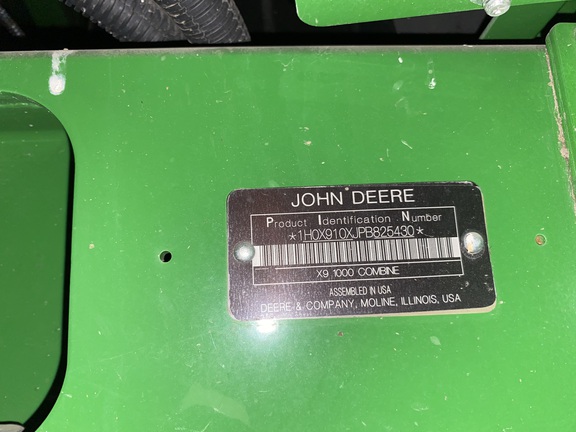 JOHN DEERE
Product Identification Number
*1H0X910XJPB825430*
X9 1000 COMBINE
ASSEMBLED IN USA
DEERE & COMPANY, MOLINE, ILLINOIS, USA